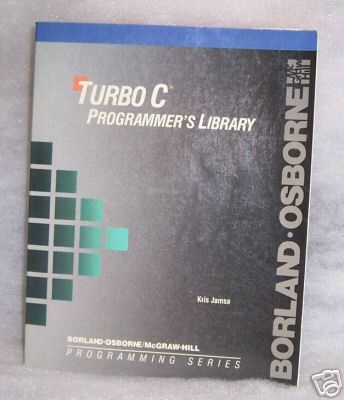 TURBO C®
PROGRAMMER'S LIBRARY
Kris Jamsa
BORLAND·OSBORNE/McGRAW-HILL
PROGRAMMING SERIES
BORLAND·OSBORNE